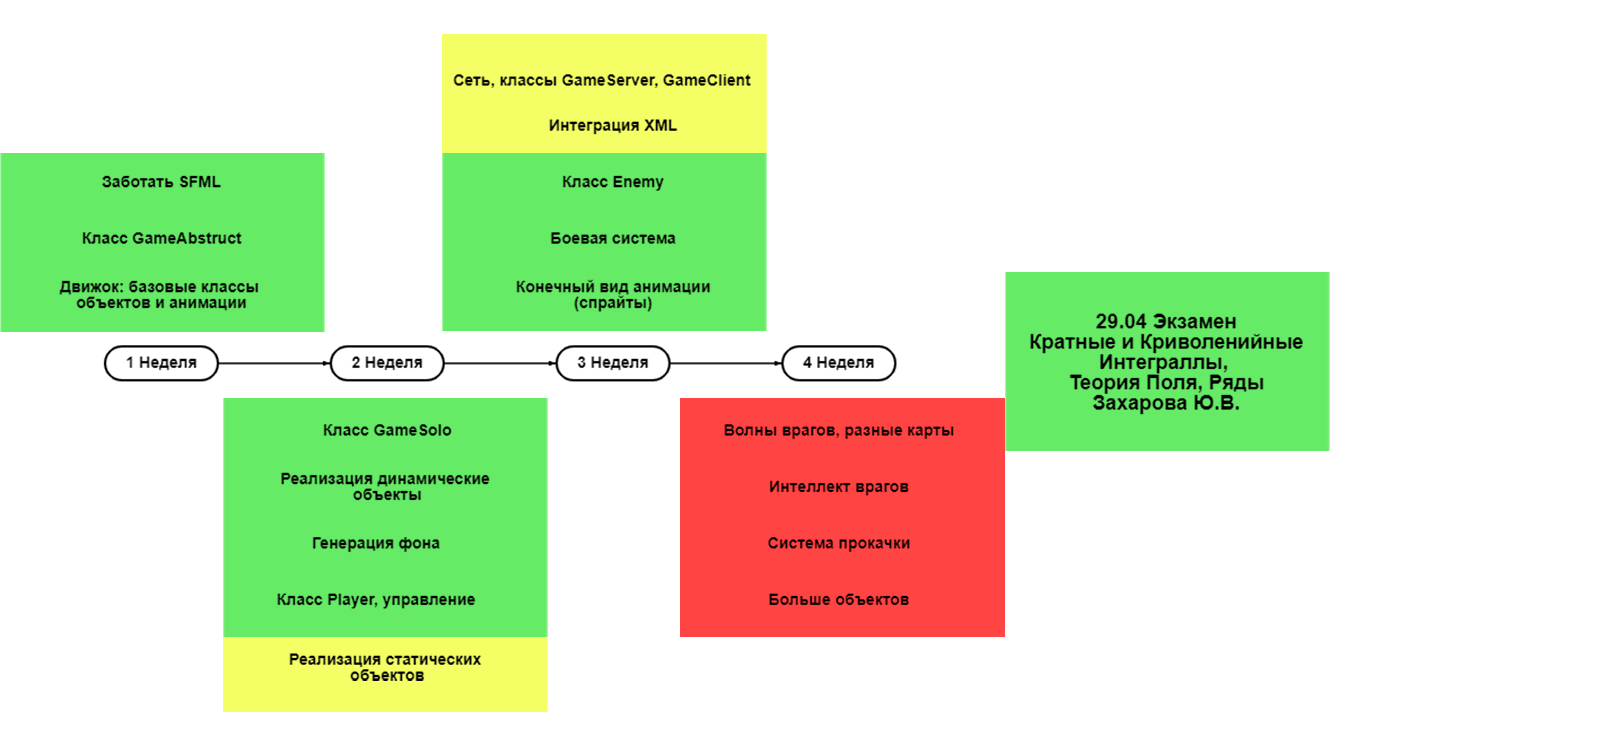 Сеть, классы GameServer, GameClient
Интеграция XML
Заботать SFML
Класс GameAbstruct
Движок: базовые классы
объектов и анимации
Класс Enemy
Боевая система
Конечный вид анимации
(спрайты)
29.04 Экзамен
Кратные и Криволенийные
Интеграллы,
Теория Поля, Ряды
Захарова Ю.В.
1 Неделя
2 Неделя
3 Неделя
4 Неделя
Класс GameSolo
Реализация динамические
объекты
Генерация фона
Класс Player, управление
Реализация статических
объектов
Волны врагов, разные карты
Интеллект врагов
Система прокачки
Больше объектов